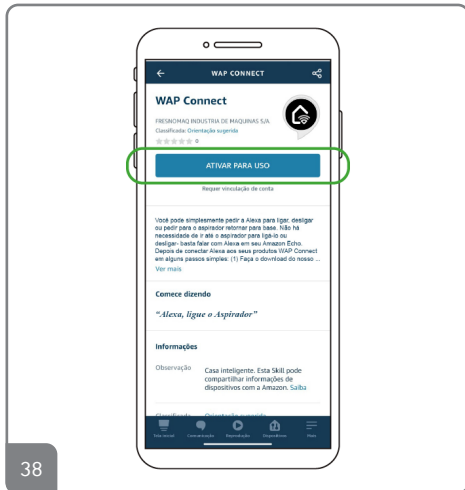 WAP CONNECT
WAP Connect
FRESNOMAQ INDUSTRIA DE MAQUINAS S/A
Classificada: Orientação sugerida
0
ATIVAR PARA USO
Requer vinculação de conta
Você pode simplesmente pedir a Alexa para ligar, desligar
ou pedir para o aspirador retornar para base. Não há
necessidade de ir até o aspirador para ligá-lo ou
desligar- basta falar com Alexa em seu Amazon Echo.
Depois de conectar Alexa aos seus produtos WAP Connect
em alguns passos simples: (1) Faça o download do nosso ...
Ver mais
Comece dizendo
“Alexa, ligue o Aspirador”
Informações
Observação
Casa inteligente. Esta Skill pode
compartilhar informações de
dispositivos com a Amazon. Saiba
Classificada Orientação sugerida
Tela inicial Comunicação Reprodução Dispositivos Mais
38